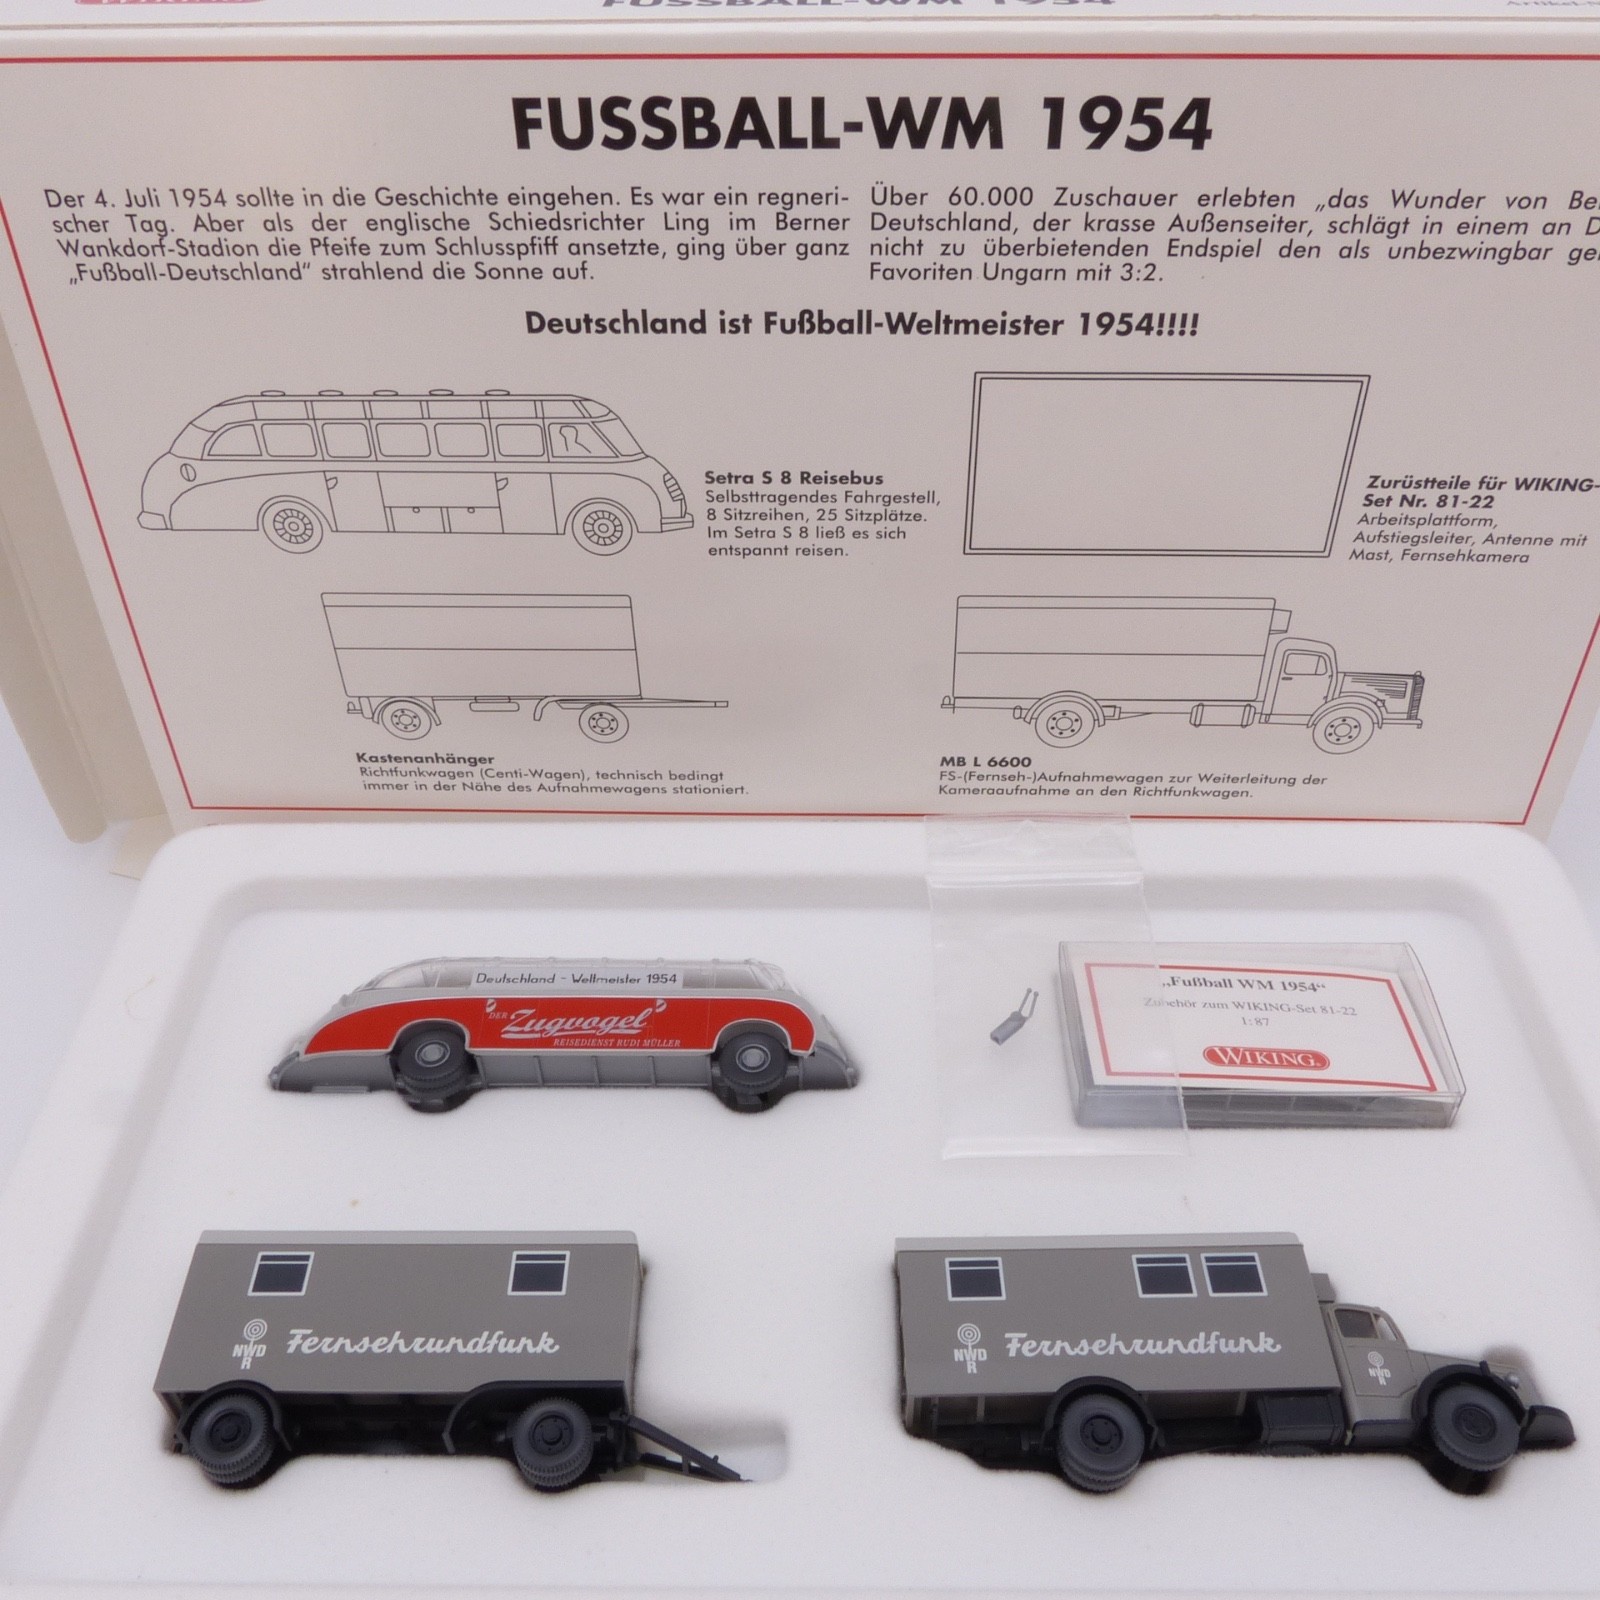 FUSSBALL-WM 1954
FUSSBALL-WM 1954
Der 4. Juli 1954 sollte in die Geschichte eingehen. Es war ein regneri-
scher Tag. Aber als der englische Schiedsrichter Ling im Berner
Wankdorf-Stadion die Pfeife zum Schlusspfiff ansetzte, ging über ganz
„Fußball-Deutschland“ strahlend die Sonne auf.
Über 60.000 Zuschauer erlebten „das Wunder von
Deutschland, der krasse Außenseiter, schlägt in einem an
nicht zu überbietenden Endspiel den als unbezwingbar
Favoriten Ungarn mit 3:2.
Deutschland ist Fußball-Weltmeister 1954!!!!
Setra S 8 Reisebus
Selbsttragendes Fahrgestell,
8 Sitzreihen, 25 Sitzplätze.
Im Setra S 8 ließ es sich
entspannt reisen.
Zurüstteile für WIKING-
Set Nr. 81-22
Arbeitsplattform,
Aufstiegsleiter, Antenne mit
Mast, Fernsehkamera
Kastenanhänger
Richtfunkwagen (Centi-Wagen), technisch bedingt
immer in der Nähe des Aufnahmewagens stationiert.
MB L 6600
FS-(Fernseh-)Aufnahmewagen zur Weiterleitung der
Kameraaufnahme an den Richtfunkwagen.
Deutschland - Weltmeister 1954
DER
Zugvogel
REISEDIENST RUDI MÜLLER
„Fußball WM 1954“
Zubehör zum WIKING-Set 81-22
1:87
WIKING
NWD
R
Fernsehrundfunk
NWD
R
Fernsehrundfunk
NWD
R